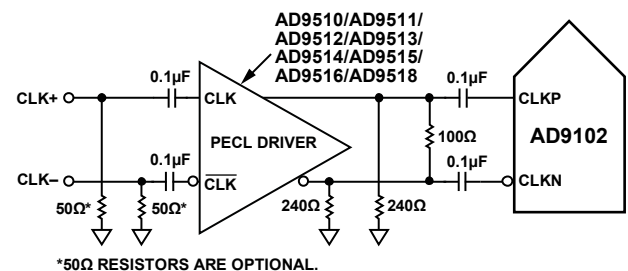 AD9510/AD9511/
AD9512/AD9513/
AD9514/AD9515/
AD9516/AD9518
0.1µF
0.1µF
CLK+
CLK
CLKP
PECL DRIVER
100Ω
AD9102
0.1µF
0.1µF
CLK–
CLK
CLKN
50Ω*
50Ω*
240Ω
240Ω
*50Ω RESISTORS ARE OPTIONAL.